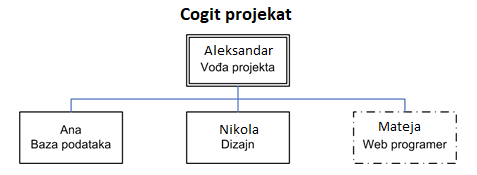 Cogit projekat
Aleksandar
Vođa projekta
Ana
Baza podataka
Nikola
Dizajn
Mateja
Web programer